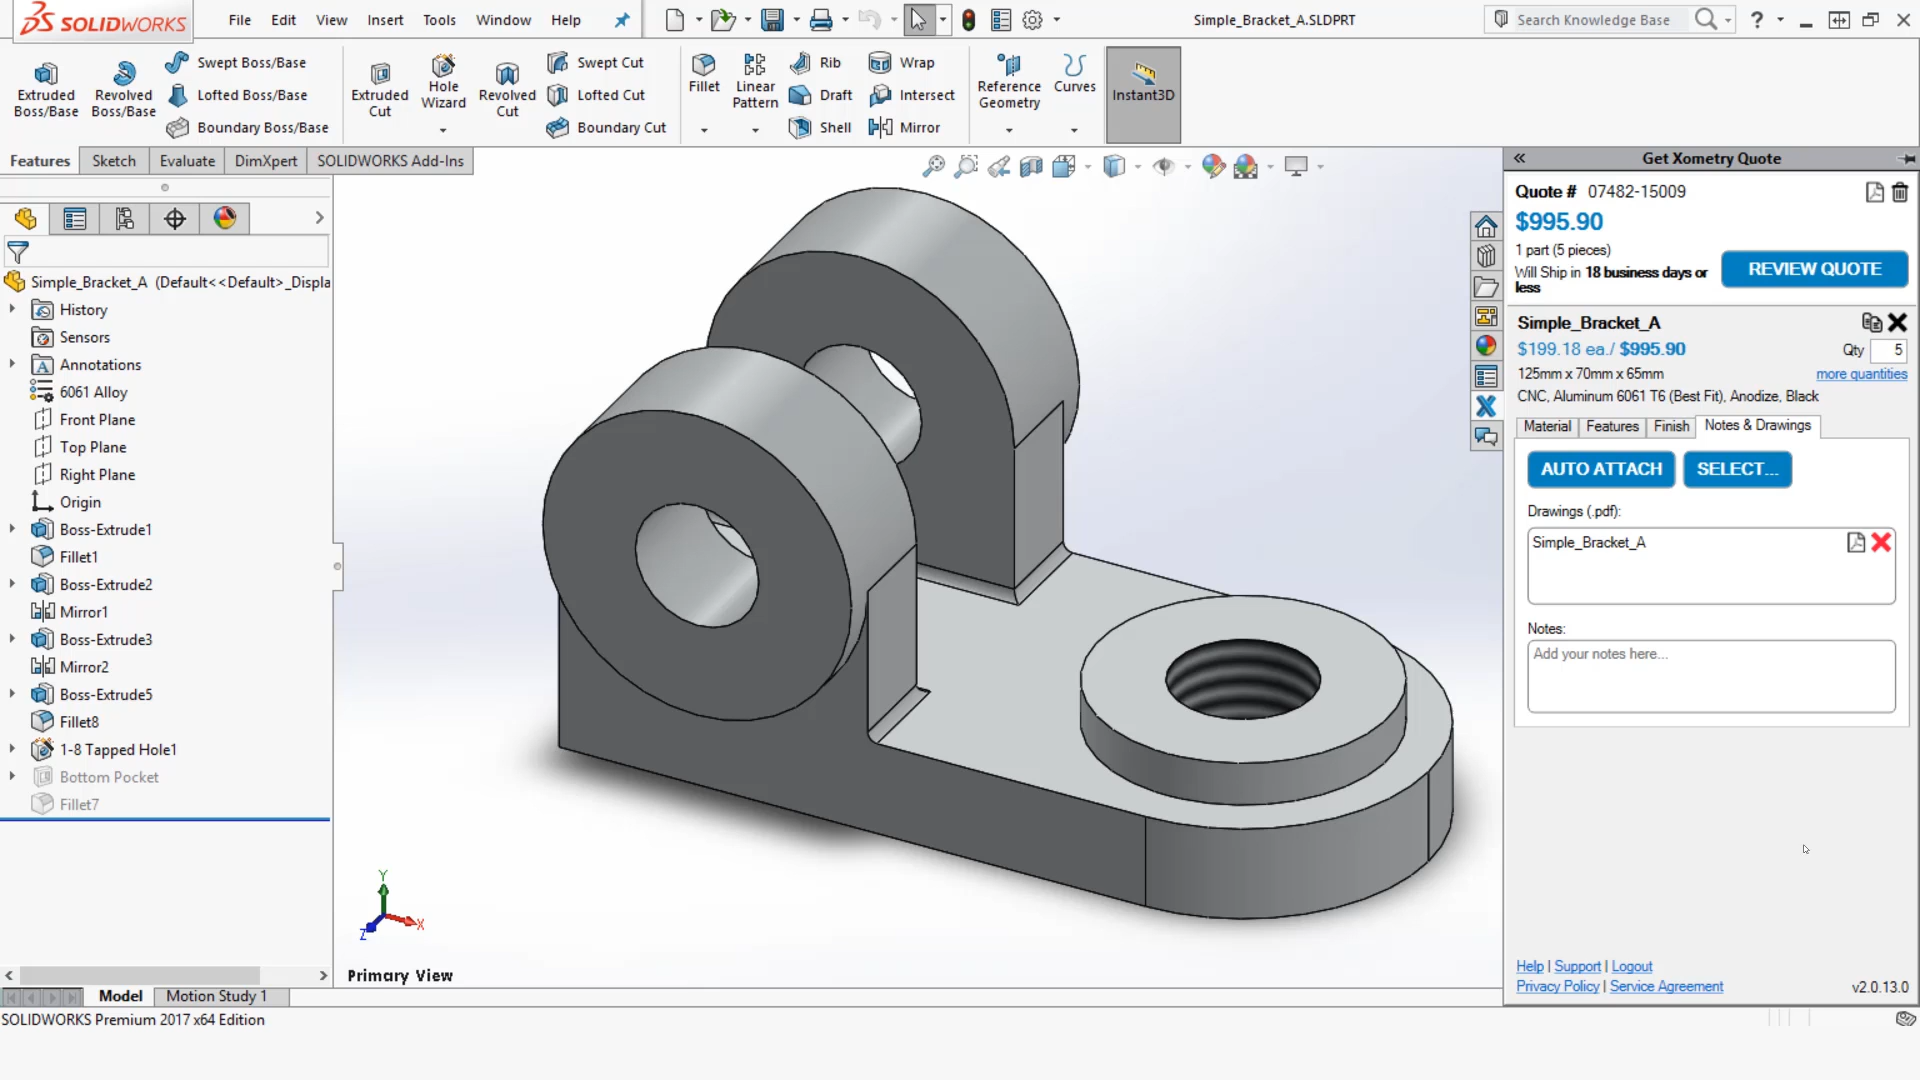 SOLIDWORKS File Edit View Insert Tools Window Help Simple_Bracket_A.SLDPRT Search Knowledge Base ?
Extruded Boss/Base
Revolved Boss/Base
Swept Boss/Base
Lofted Boss/Base
Boundary Boss/Base
Extruded Cut
Hole Wizard
Revolved Cut
Swept Cut
Lofted Cut
Boundary Cut
Fillet
Linear Pattern
Rib
Draft
Shell
Wrap
Intersect
Mirror
Reference Geometry
Curves
Instant3D
Features Sketch Evaluate DimXpert SOLIDWORKS Add-Ins
Simple_Bracket_A (Default<<Default>_Displa
History
Sensors
Annotations
6061 Alloy
Front Plane
Top Plane
Right Plane
Origin
Boss-Extrude1
Fillet1
Boss-Extrude2
Mirror1
Boss-Extrude3
Mirror2
Boss-Extrude5
Fillet8
1-8 Tapped Hole1
Bottom Pocket
Fillet7
Y
X
Z
Primary View
Model Motion Study 1
SOLIDWORKS Premium 2017 x64 Edition
Get Xometry Quote
Quote # 07482-15009
$995.90
1 part (5 pieces)
Will Ship in 18 business days or
less
REVIEW QUOTE
Simple_Bracket_A
$199.18 ea./ $995.90 Qty 5
125mm x 70mm x 65mm more quantities
CNC, Aluminum 6061 T6 (Best Fit), Anodize, Black
Material Features Finish Notes & Drawings
AUTO ATTACH SELECT...
Drawings (.pdf):
Simple_Bracket_A
Notes:
Add your notes here...
Help | Support | Logout
Privacy Policy | Service Agreement v2.0.13.0